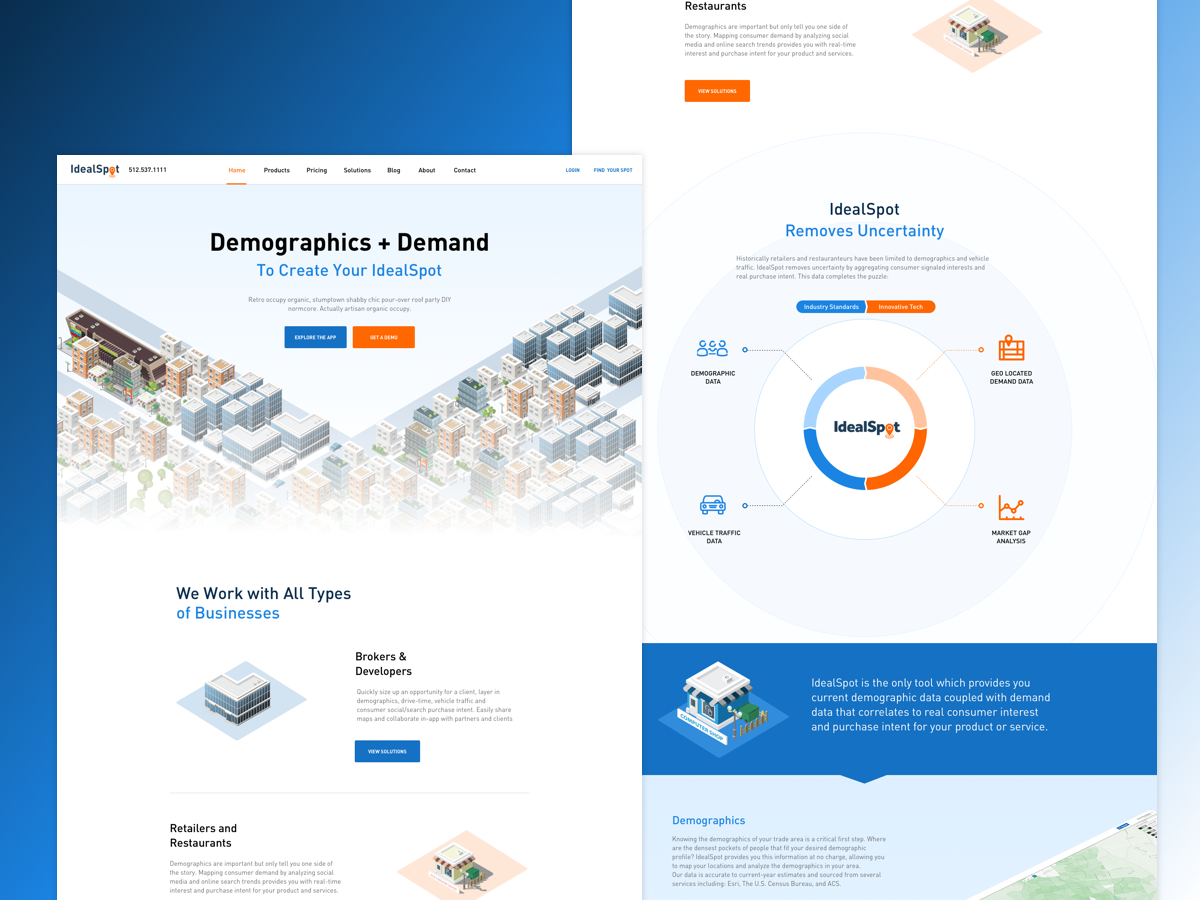 IdealSpot
512.537.1111
Home
Products
Pricing
Solutions
Blog
About
Contact
LOGIN
FIND YOUR SPOT
Demographics + Demand
To Create Your IdealSpot
Retro occupy organic, stumptown shabby chic pour-over roof party DIY
normcore. Actually artisan organic occupy.
EXPLORE THE APP
GET A DEMO
We Work with All Types
of Businesses
Brokers &
Developers
Quickly size up an opportunity for a client, layer in
demographics, drive-time, vehicle traffic and
consumer social/search purchase intent. Easily share
maps and collaborate in-app with partners and clients
VIEW SOLUTIONS
Retailers and
Restaurants
Demographics are important but only tell you one side of
the story. Mapping consumer demand by analyzing social
media and online search trends provides you with real-time
interest and purchase intent for your product and services.
Restaurants
Demographics are important but only tell you one side of
the story. Mapping consumer demand by analyzing social
media and online search trends provides you with real-time
interest and purchase intent for your product and services.
VIEW SOLUTIONS
IdealSpot
Removes Uncertainty
Historically retailers and restauranteurs have been limited to demographics and vehicle
traffic. IdealSpot removes uncertainty by aggregating consumer signaled interests and
real purchase intent. This data completes the puzzle:
Industry Standards
Innovative Tech
DEMOGRAPHIC
DATA
GEO LOCATED
DEMAND DATA
IdealSpot
VEHICLE TRAFFIC
DATA
MARKET GAP
ANALYSIS
COMPUTER SHOP
IdealSpot is the only tool which provides you
current demographic data coupled with demand
data that correlates to real consumer interest
and purchase intent for your product or service.
Demographics
Knowing the demographics of your trade area is a critical first step. Where
are the densest pockets of people that fit your desired demographic
profile? IdealSpot provides you this information at no charge, allowing you
to map your locations and analyze the demographics in your area.
Our data is accurate to current-year estimates and sourced from several
services including: Esri, The U.S. Census Bureau, and ACS.